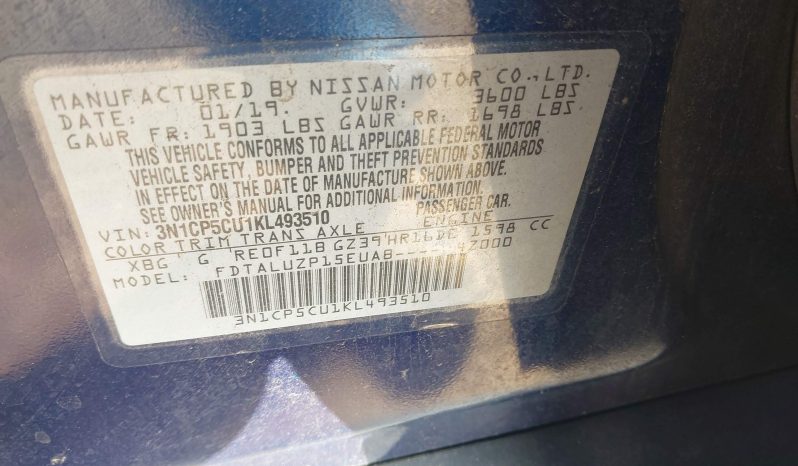 MANUFACTURED BY NISSAN MOTOR CO., LTD.
DATE: 01/19. GVWR: 3600 LBS
GAWR FR: 1903 LBS GAWR RR: 1698 LBS
THIS VEHICLE CONFORMS TO ALL APPLICABLE FEDERAL MOTOR
VEHICLE SAFETY, BUMPER AND THEFT PREVENTION STANDARDS
IN EFFECT ON THE DATE OF MANUFACTURE SHOWN ABOVE.
SEE OWNER'S MANUAL FOR ADDITIONAL INFORMATION.
VIN: 3N1CP5CU1KL493510 PASSENGER CAR.
COLOR TRIM TRANS AXLE ENGINE
XBG G RE0F11B GZ39 HR16DE 1598 CC
MODEL: FDTALUZP15EUAB---
3N1CP5CU1KL493510